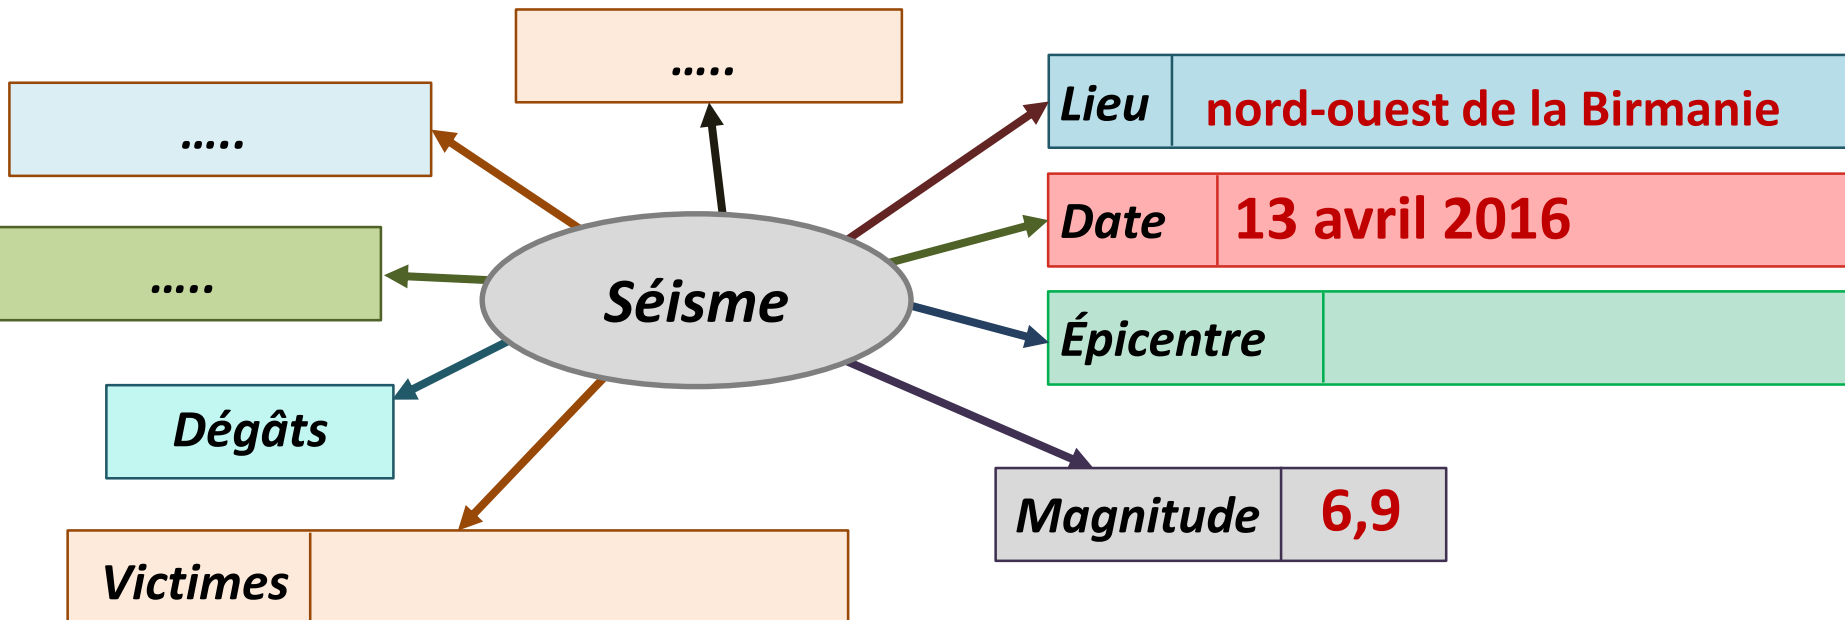 …..
Lieu nord-ouest de la Birmanie
…..
Date 13 avril 2016
…..
Séisme
Épicentre
Dégâts
Magnitude 6,9
Victimes